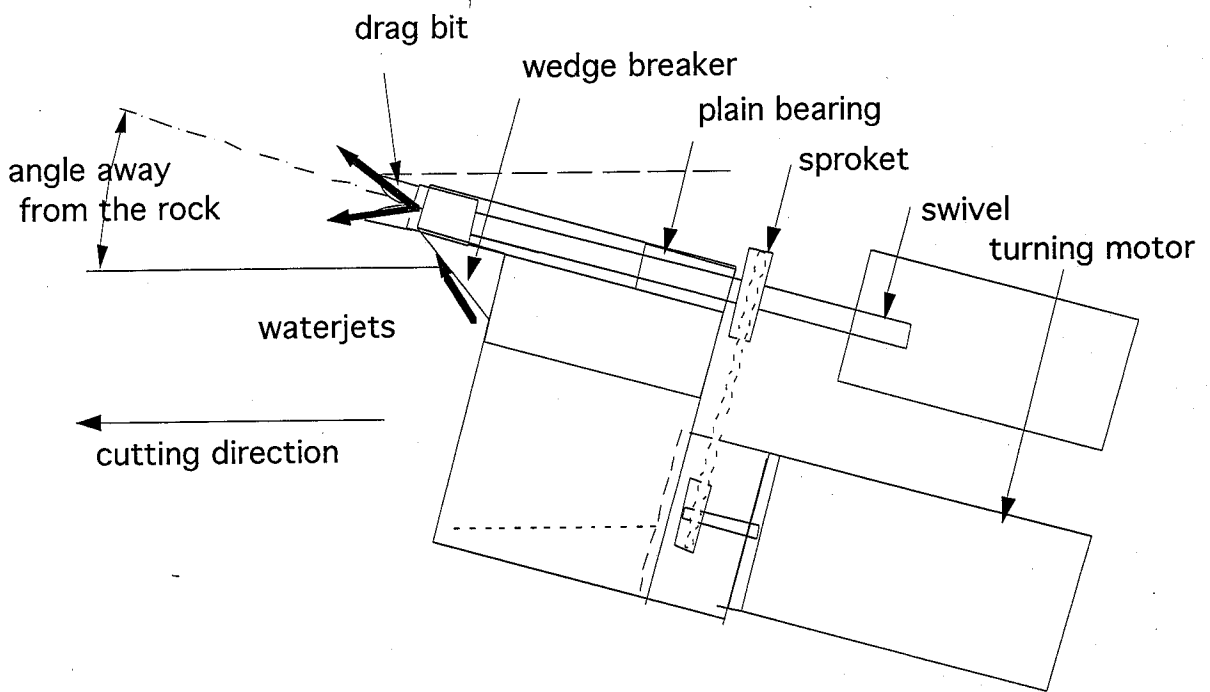 drag bit
wedge breaker
plain bearing
sproket
swivel
turning motor
angle away
from the rock
waterjets
cutting direction